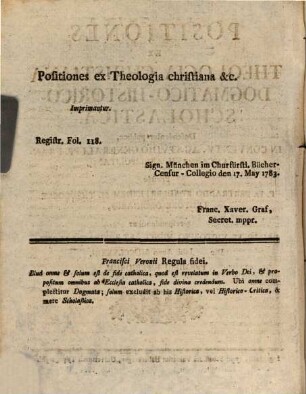 Positiones ex Theologia christiana &c.
Imprimantur.
Registr. Fol. 118.
Sign. München im Churfürstl. Bücher-
Censur-Collegio den 17. May 1783.
Franc. Xaver. Graf,
Secret. mppr.
Francisci Veronii Regula fidei.
Illud omne & solum est de fide catholica, quod est revelatum in Verbo Dei, & pro-
positum omnibus ab Ecclesia catholica, fide divina credendum. Ubi omne com-
plectitur Dogmata; solum excludit ab his Historica, vel Historico-Critica, &
mere Scholastica.